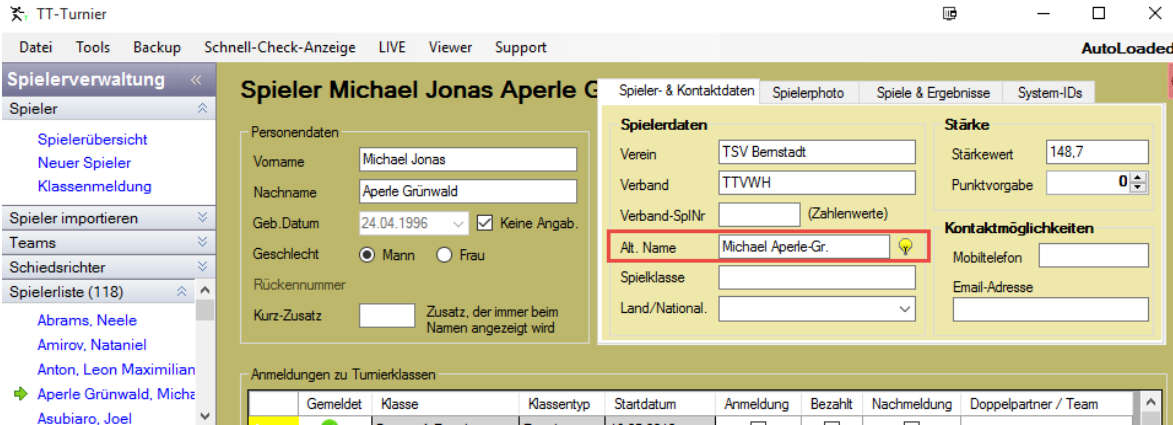 TT-Turnier
Datei Tools Backup Schnell-Check-Anzeige LIVE Viewer Support AutoLoaded
Spielerverwaltung «
Spieler
Spielerübersicht
Neuer Spieler
Klassenmeldung
Spieler importieren
Teams
Schiedsrichter
Spielerliste (118)
Abrams, Neele
Amirov, Nataniel
Anton, Leon Maximilian
Aperle Grünwald, Micha
Asubiaro, Joel
Spieler Michael Jonas Aperle G
Personendaten
Vorname Michael Jonas
Nachname Aperle Grünwald
Geb.Datum 24.04.1996 Keine Angab.
Geschlecht Mann Frau
Rückennummer
Kurz-Zusatz Zusatz, der immer beim
Namen angezeigt wird
Spieler- & Kontaktdaten Spielerphoto Spiele & Ergebnisse System-IDs
Spielerdaten
Verein TSV Bernstadt
Verband TTVWH
Verband-SplNr (Zahlenwerte)
Alt. Name Michael Aperle-Gr.
Spielklasse
Land/National.
Stärke
Stärkewert 148,7
Punktvorgabe 0
Kontaktmöglichkeiten
Mobiltelefon
Email-Adresse
Anmeldungen zu Turnierklassen
Gemeldet Klasse Klassentyp Startdatum Anmeldung Bezahlt Nachmeldung Doppelpartner / Team